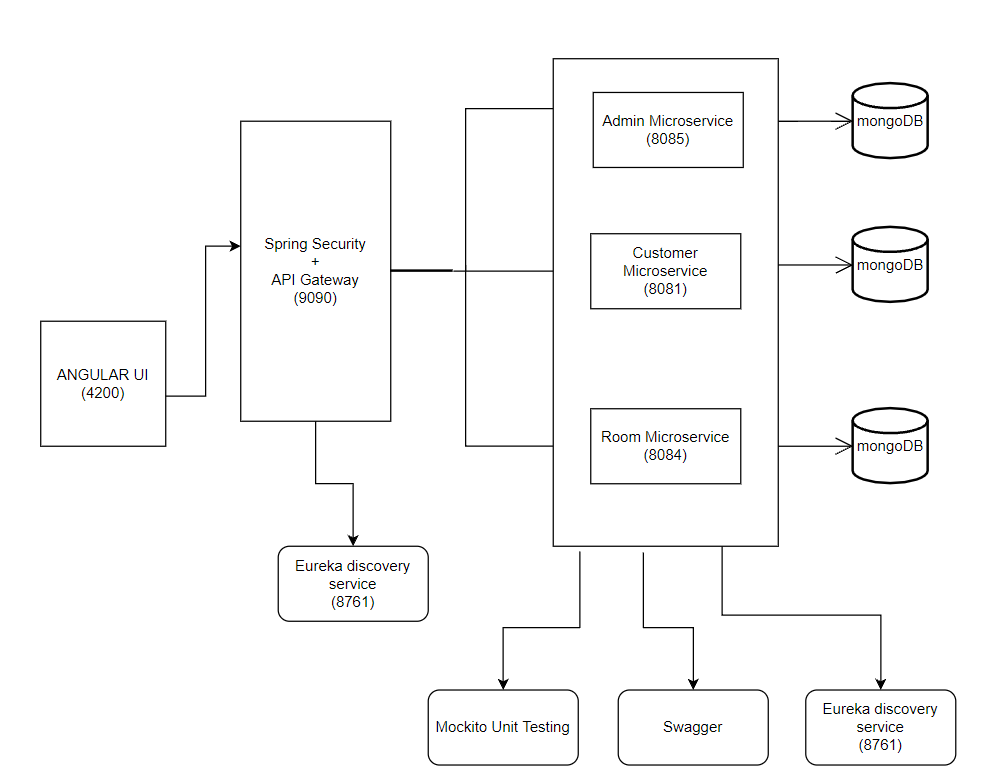 ANGULAR UI
(4200)
Spring Security
+
API Gateway
(9090)
Eureka discovery
service
(8761)
Admin Microservice
(8085)
Customer
Microservice
(8081)
Room Microservice
(8084)
mongoDB
mongoDB
mongoDB
Mockito Unit Testing
Swagger
Eureka discovery
service
(8761)